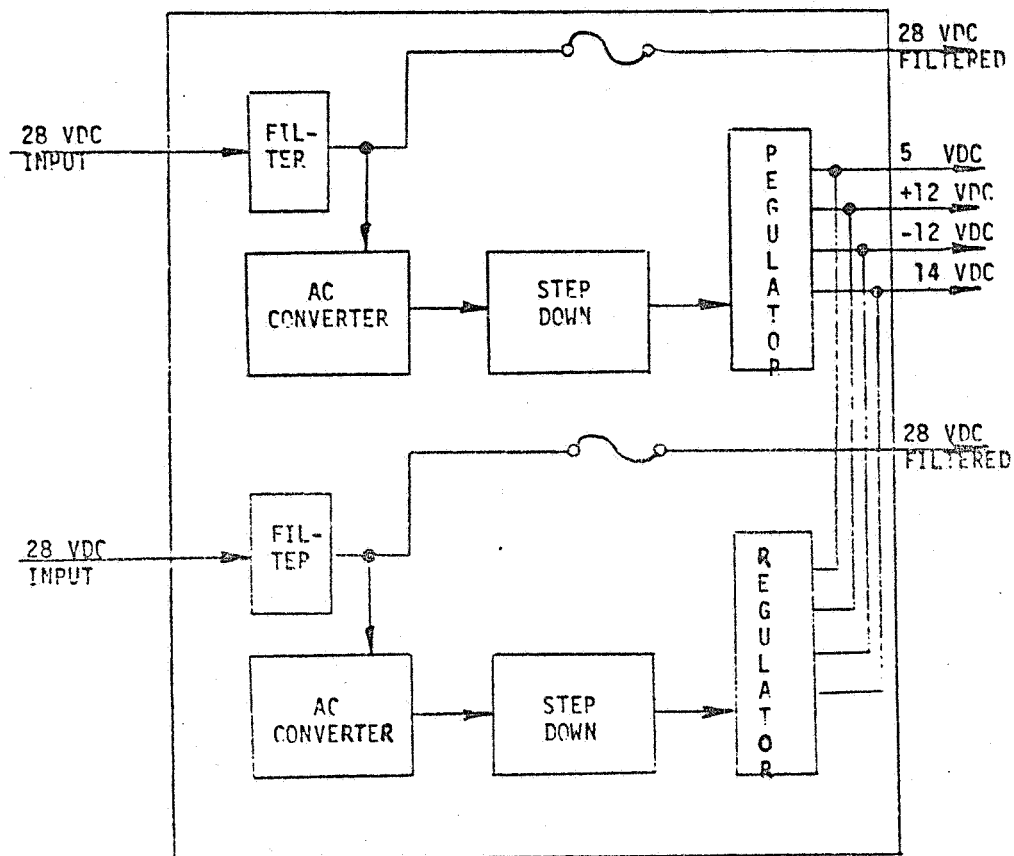 28 VDC
FILTERED
28 VDC
INPUT
FIL-
TER
REGULATOR
5 VDC
+12 VDC
-12 VDC
14 VDC
AC
CONVERTER
STEP
DOWN
28 VDC
FILTERED
28 VDC
INPUT
FIL-
TER
REGULATOR
AC
CONVERTER
STEP
DOWN